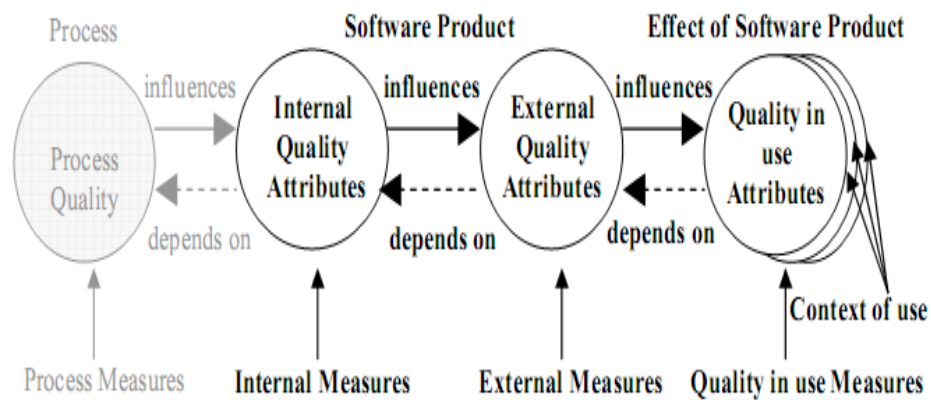 Process
Software Product
Effect of Software Product
influences
influences
influences
Process
Quality
Internal
Quality
Attributes
External
Quality
Attributes
Quality in
use
Attributes
depends on
depends on
depends on
Context of use
Process Measures
Internal Measures
External Measures
Quality in use Measures